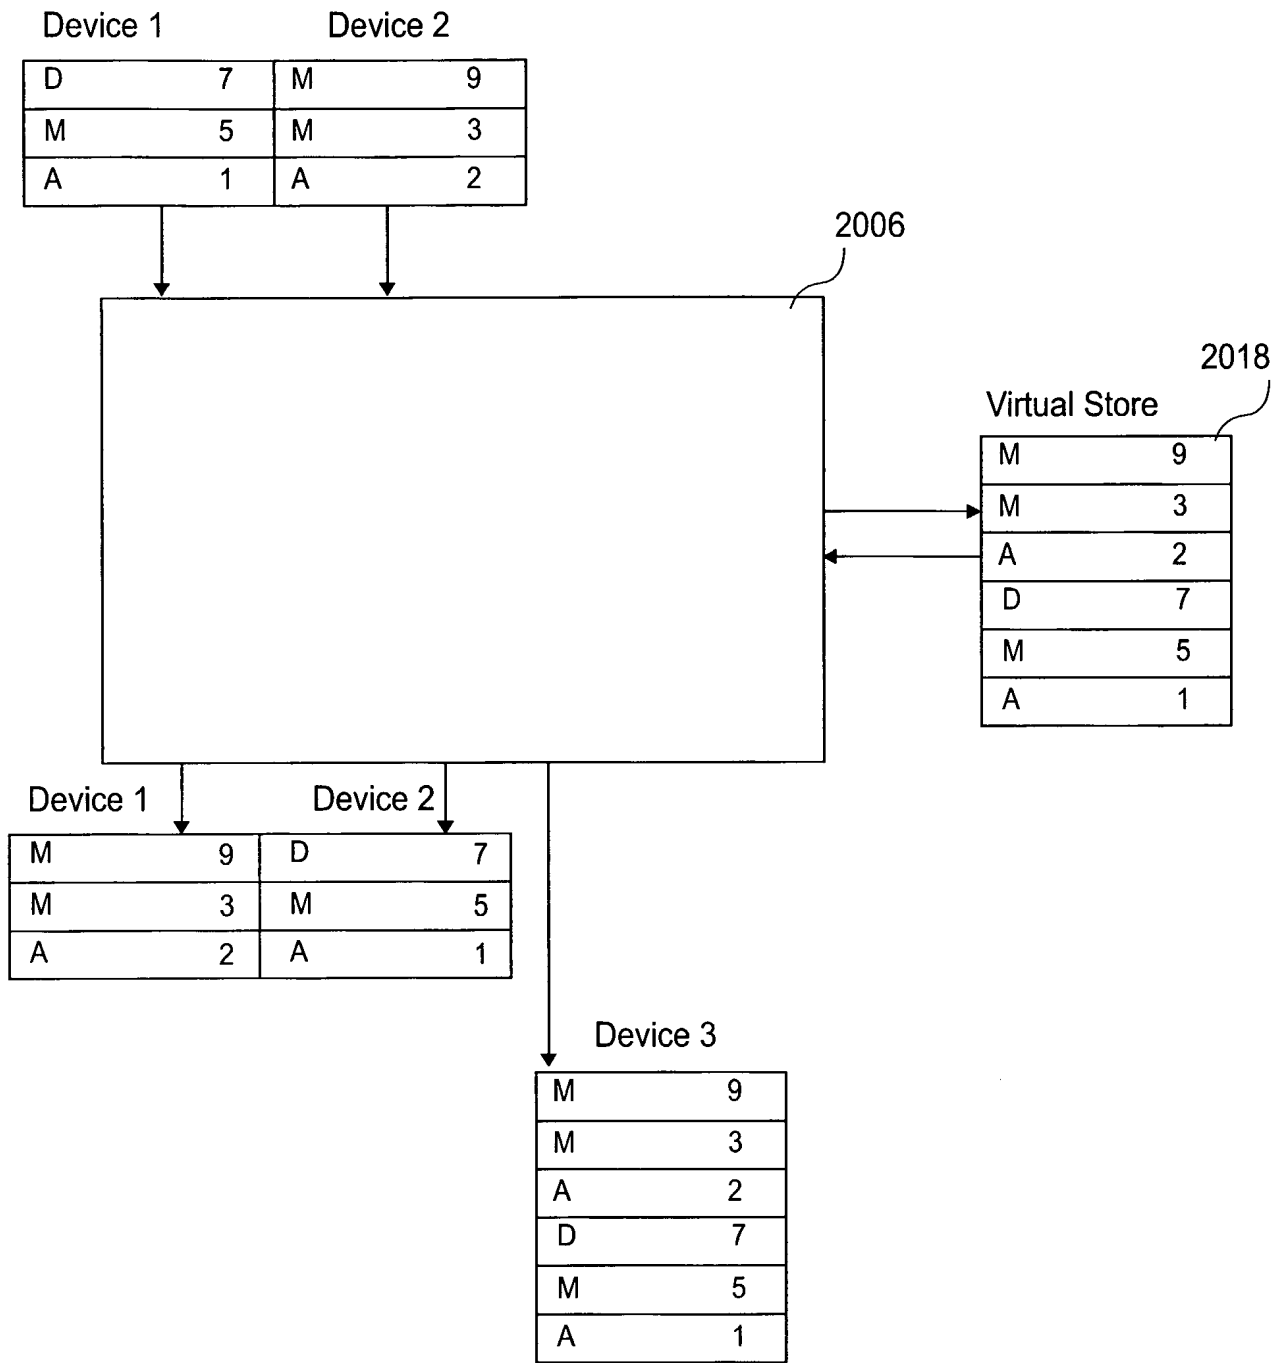 Device 1 Device 2
D 7 M 9
M 5 M 3
A 1 A 2
2006
2018
Virtual Store
M 9
M 3
A 2
D 7
M 5
A 1
Device 1 Device 2
M 9 D 7
M 3 M 5
A 2 A 1
Device 3
M 9
M 3
A 2
D 7
M 5
A 1